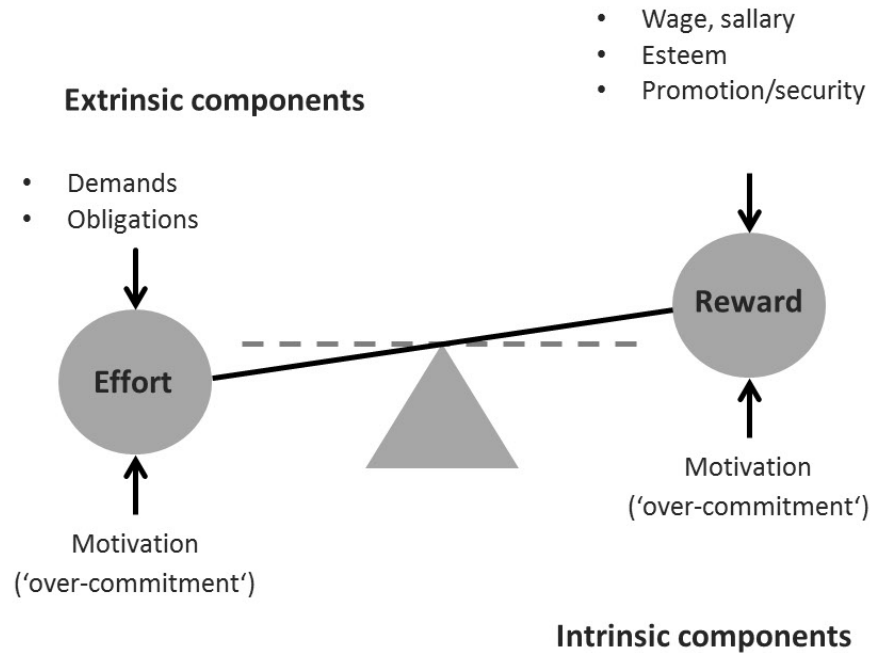 • Wage, sallary
• Esteem
• Promotion/security
Extrinsic components
• Demands
• Obligations
Reward
Effort
Motivation
(‘over-commitment‘)
Motivation
(‘over-commitment‘)
Intrinsic components